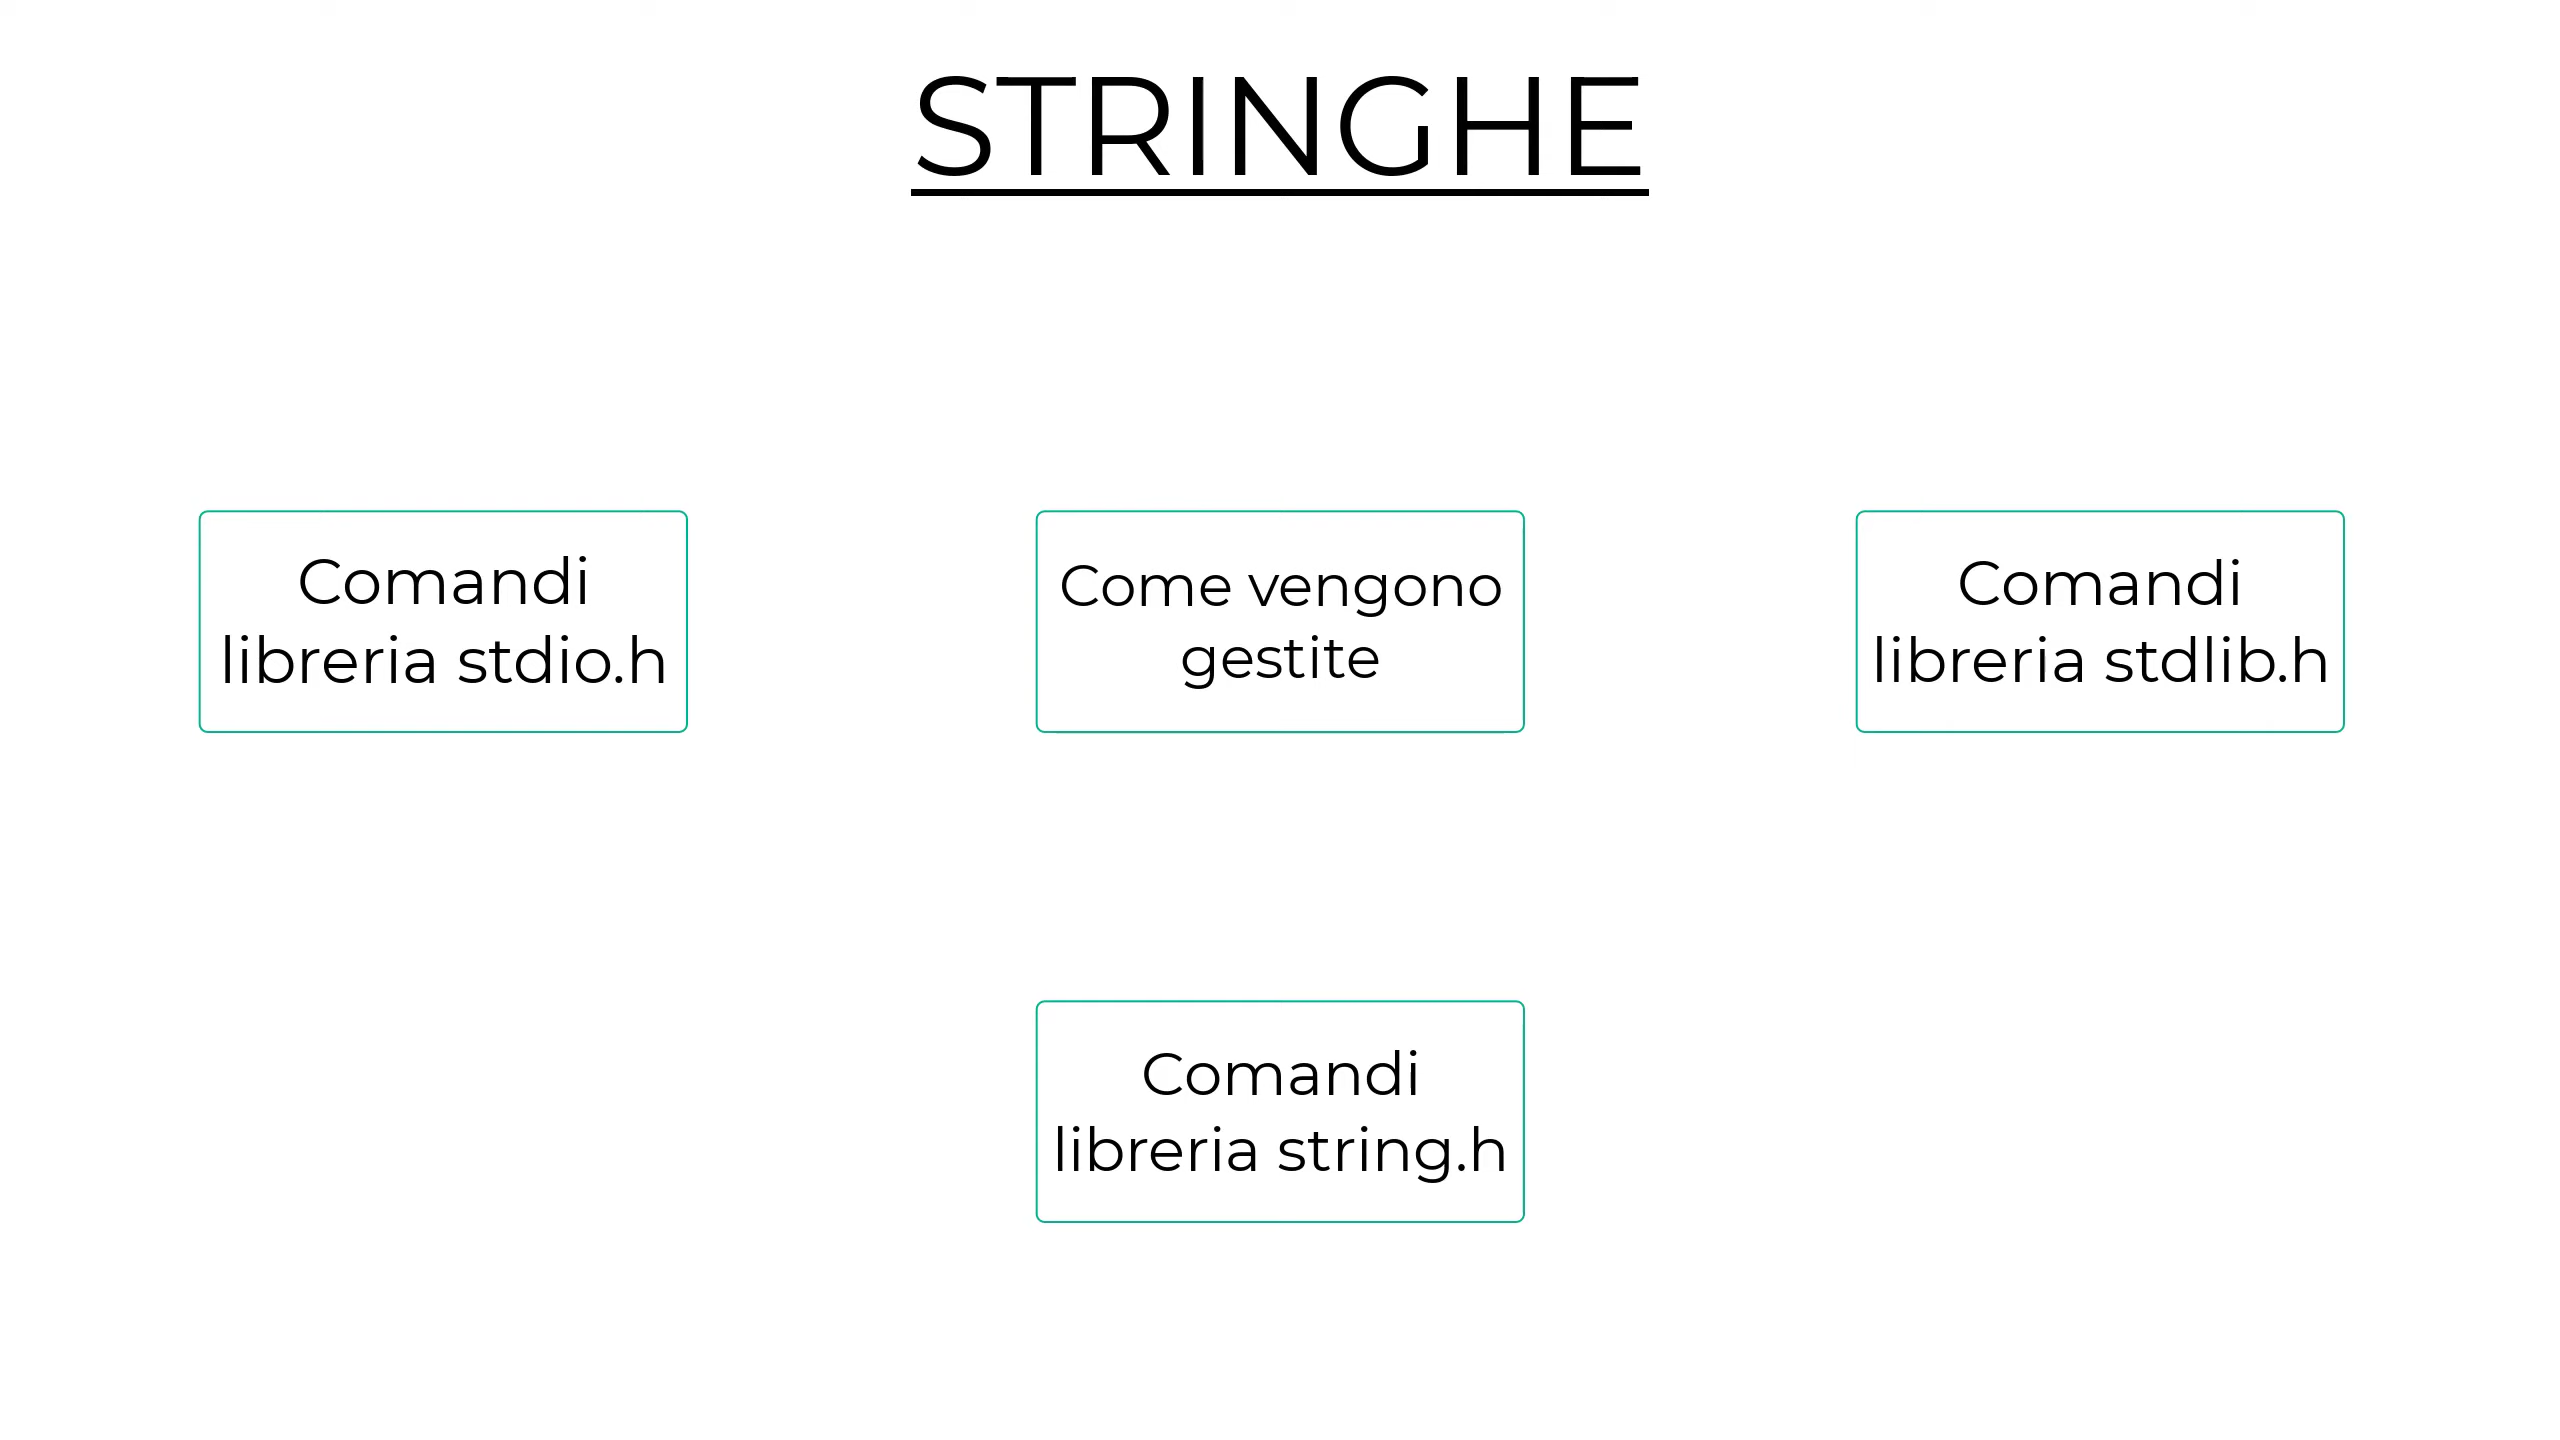 STRINGHE
Comandi
libreria stdio.h
Come vengono
gestite
Comandi
libreria stdlib.h
Comandi
libreria string.h